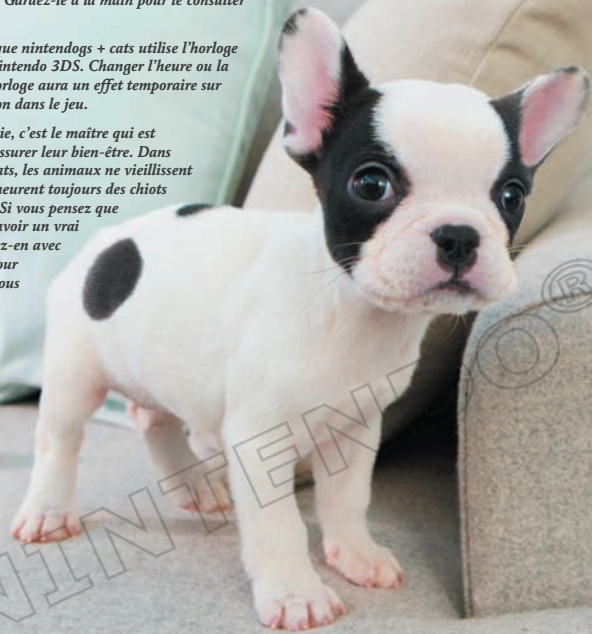 Gardez-le à la main pour le consulter
que nintendogs + cats utilise l'horloge
intendo 3DS. Changer l'heure ou la
orloge aura un effet temporaire sur
on dans le jeu.
ie, c'est le maître qui est
ssurer leur bien-être. Dans
ats, les animaux ne vieillissent
eurent toujours des chiots
Si vous pensez que
avoir un vrai
ez-en avec
our
ous
NINTENDO®